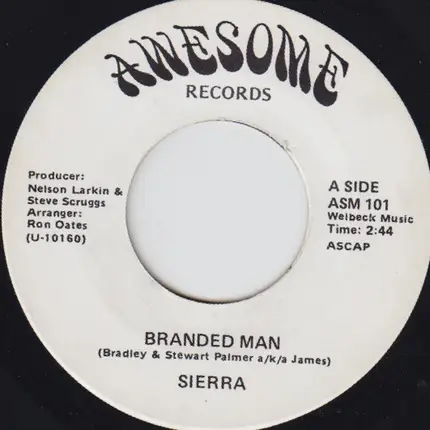 AWESOME
RECORDS
Producer:
Nelson Larkin &
Steve Scruggs
Arranger:
Ron Oates
(U-10160)
A SIDE
ASM 101
Welbeck Music
Time: 2:44
ASCAP
BRANDED MAN
(Bradley & Stewart Palmer a/k/a James)
SIERRA